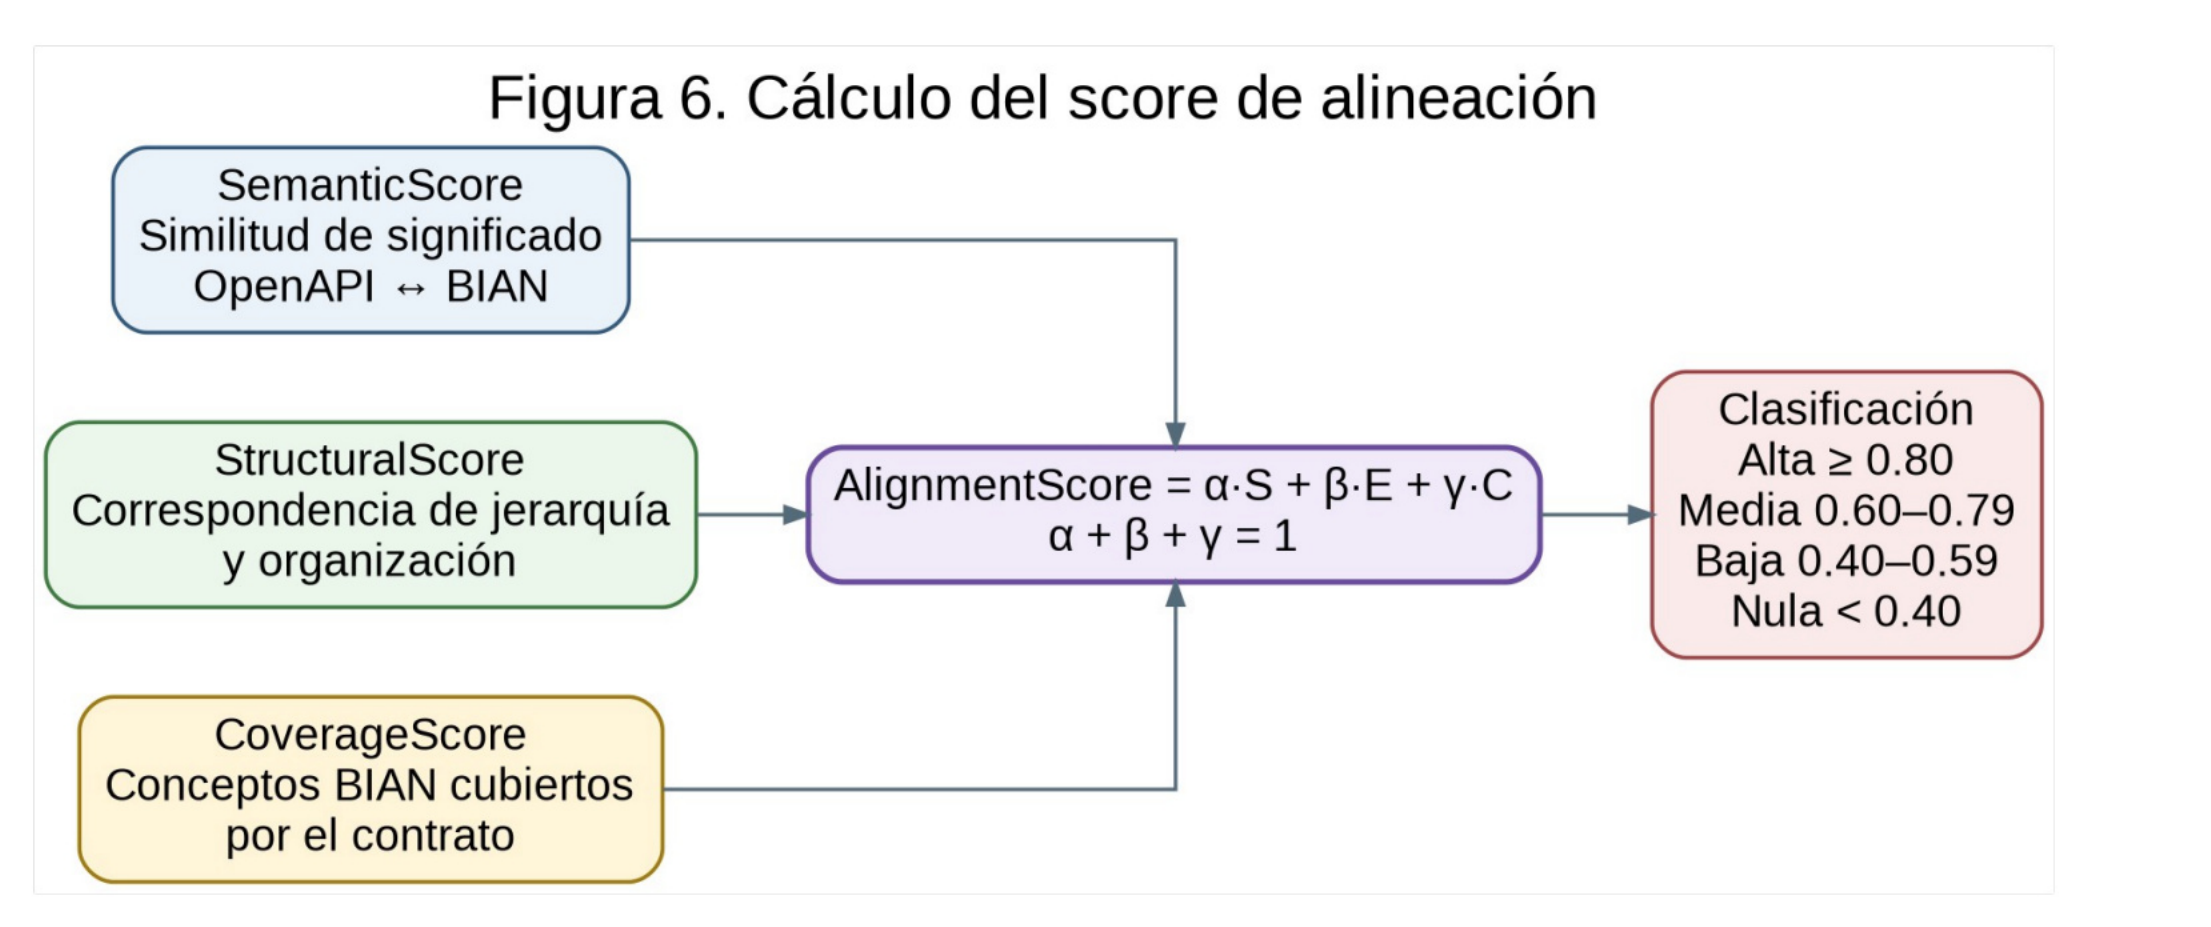 Figura 6. Cálculo del score de alineación
SemanticScore
Similitud de significado
OpenAPI ↔ BIAN
StructuralScore
Correspondencia de jerarquía
y organización
CoverageScore
Conceptos BIAN cubiertos
por el contrato
AlignmentScore = α·S + β·E + γ·C
α + β + γ = 1
Clasificación
Alta ≥ 0.80
Media 0.60–0.79
Baja 0.40–0.59
Nula < 0.40